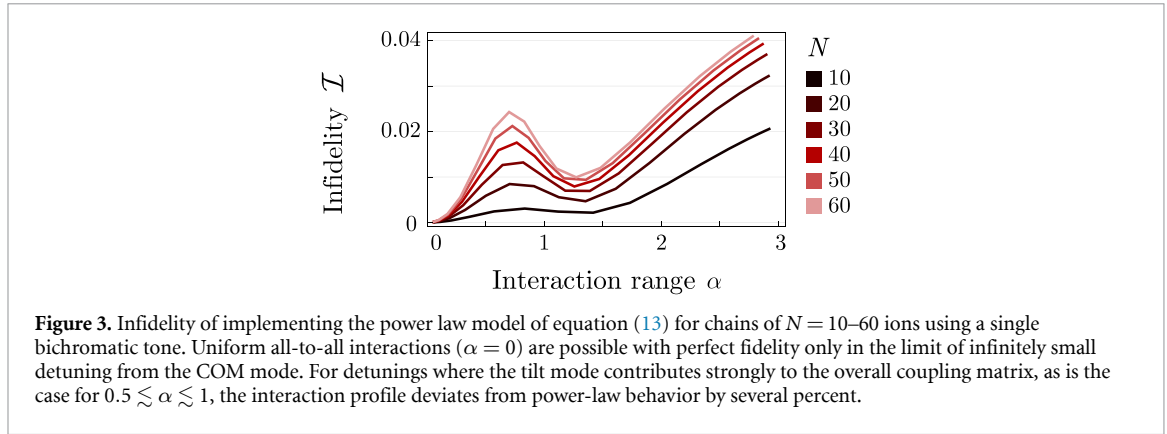 0.04
0.02
0
Infidelity ℐ
0 1 2 3
Interaction range α
N
10
20
30
40
50
60
Figure 3. Infidelity of implementing the power law model of equation (13) for chains of N = 10–60 ions using a single
bichromatic tone. Uniform all-to-all interactions (α = 0) are possible with perfect fidelity only in the limit of infinitely small
detuning from the COM mode. For detunings where the tilt mode contributes strongly to the overall coupling matrix, as is the
case for 0.5 ≲ α ≲ 1, the interaction profile deviates from power-law behavior by several percent.